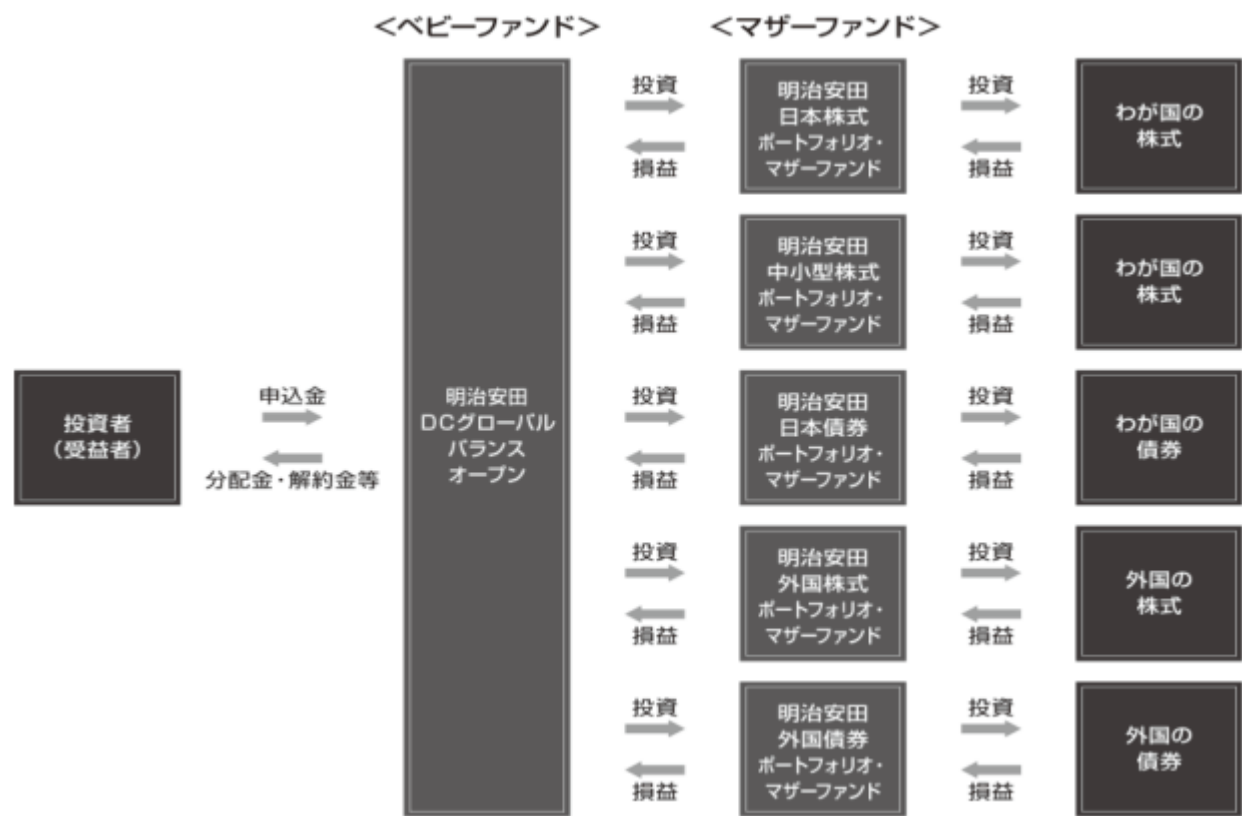 <ベビーファンド>
<マザーファンド>
投資者
(受益者)
申込金
分配金・解約金等
明治安田
DCグローバル
バランス
オープン
投資
損益
明治安田
日本株式
ポートフォリオ・
マザーファンド
投資
損益
わが国の
株式
投資
損益
明治安田
中小型株式
ポートフォリオ・
マザーファンド
投資
損益
わが国の
株式
投資
損益
明治安田
日本債券
ポートフォリオ・
マザーファンド
投資
損益
わが国の
債券
投資
損益
明治安田
外国株式
ポートフォリオ・
マザーファンド
投資
損益
外国の
株式
投資
損益
明治安田
外国債券
ポートフォリオ・
マザーファンド
投資
損益
外国の
債券